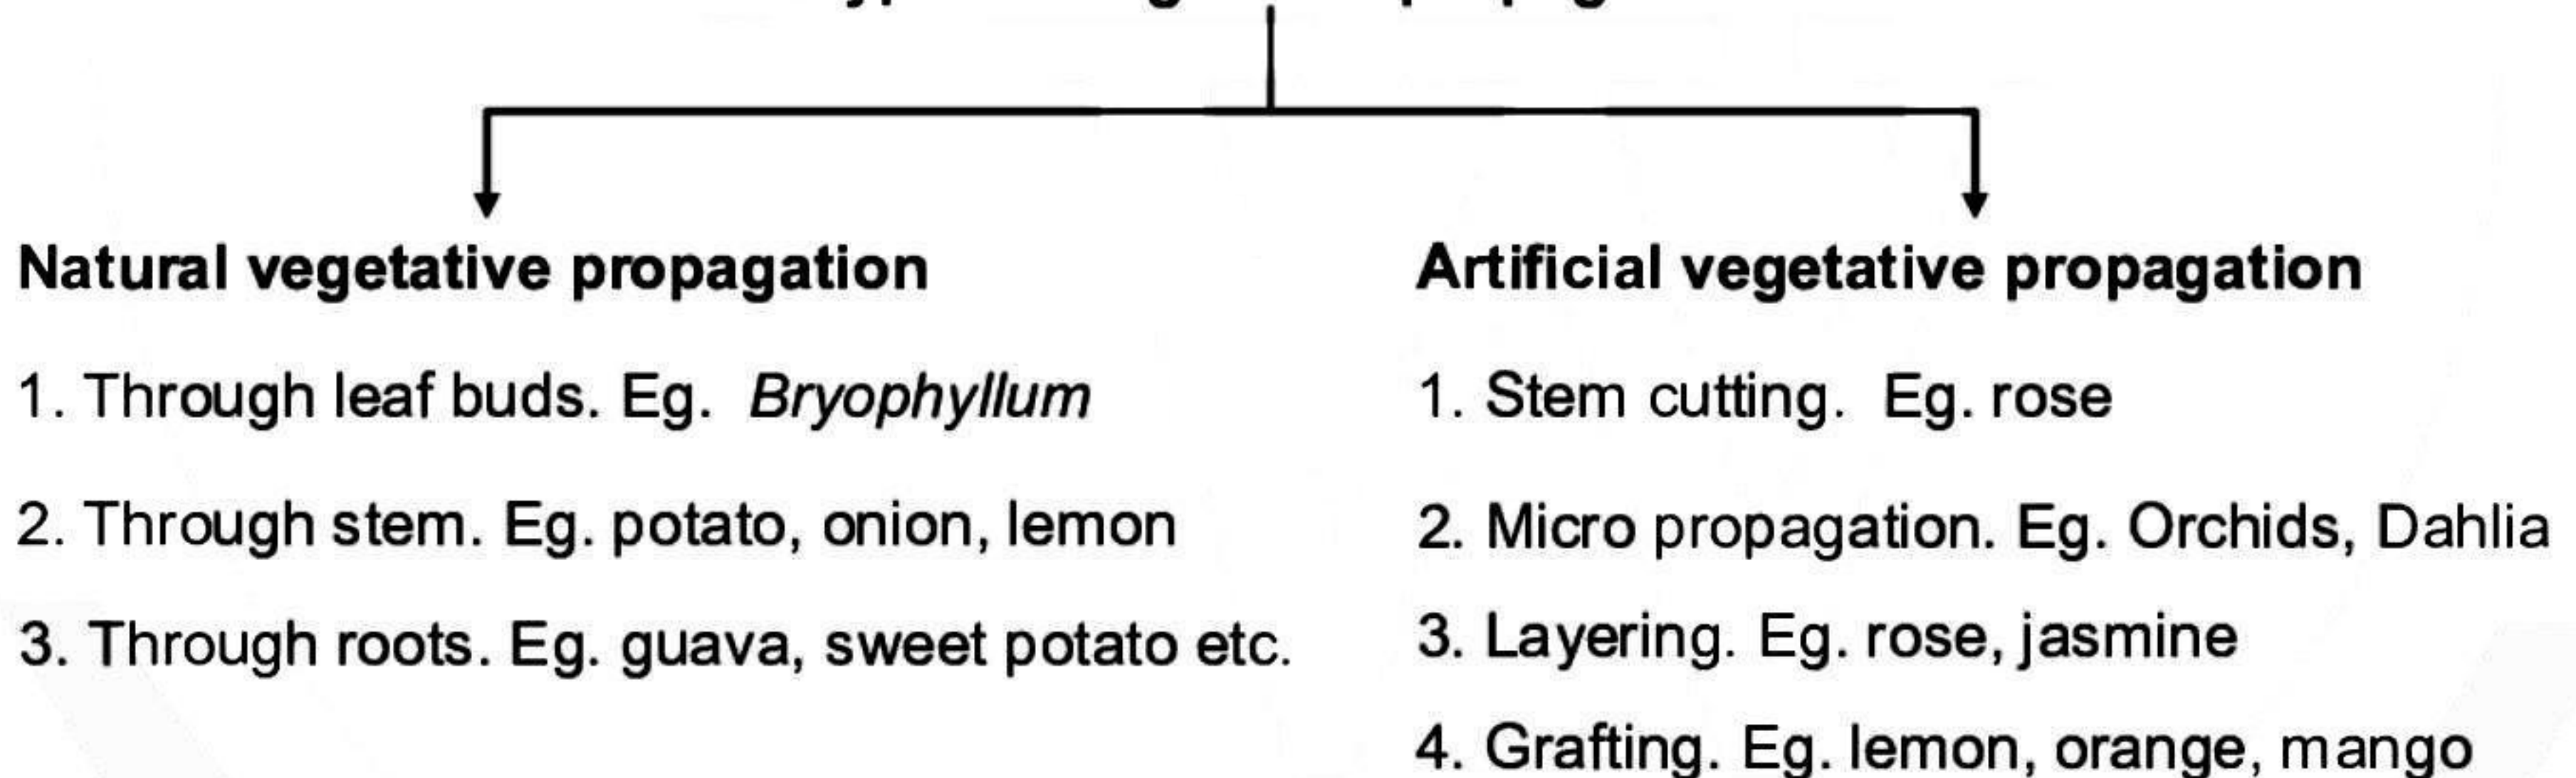 Natural vegetative propagation
1. Through leaf buds. Eg. Bryophyllum
2. Through stem. Eg. potato, onion, lemon
3. Through roots. Eg. guava, sweet potato etc.
Artificial vegetative propagation
1. Stem cutting. Eg. rose
2. Micro propagation. Eg. Orchids, Dahlia
3. Layering. Eg. rose, jasmine
4. Grafting. Eg. lemon, orange, mango